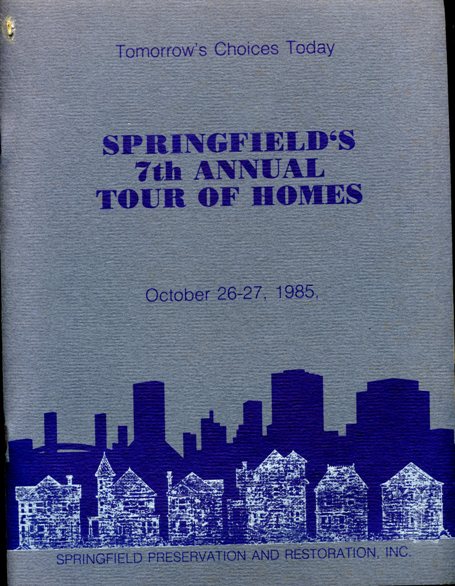 Tomorrow's Choices Today
SPRINGFIELD‘S
7th ANNUAL
TOUR OF HOMES
October 26-27, 1985.
SPRINGFIELD PRESERVATION AND RESTORATION, INC.